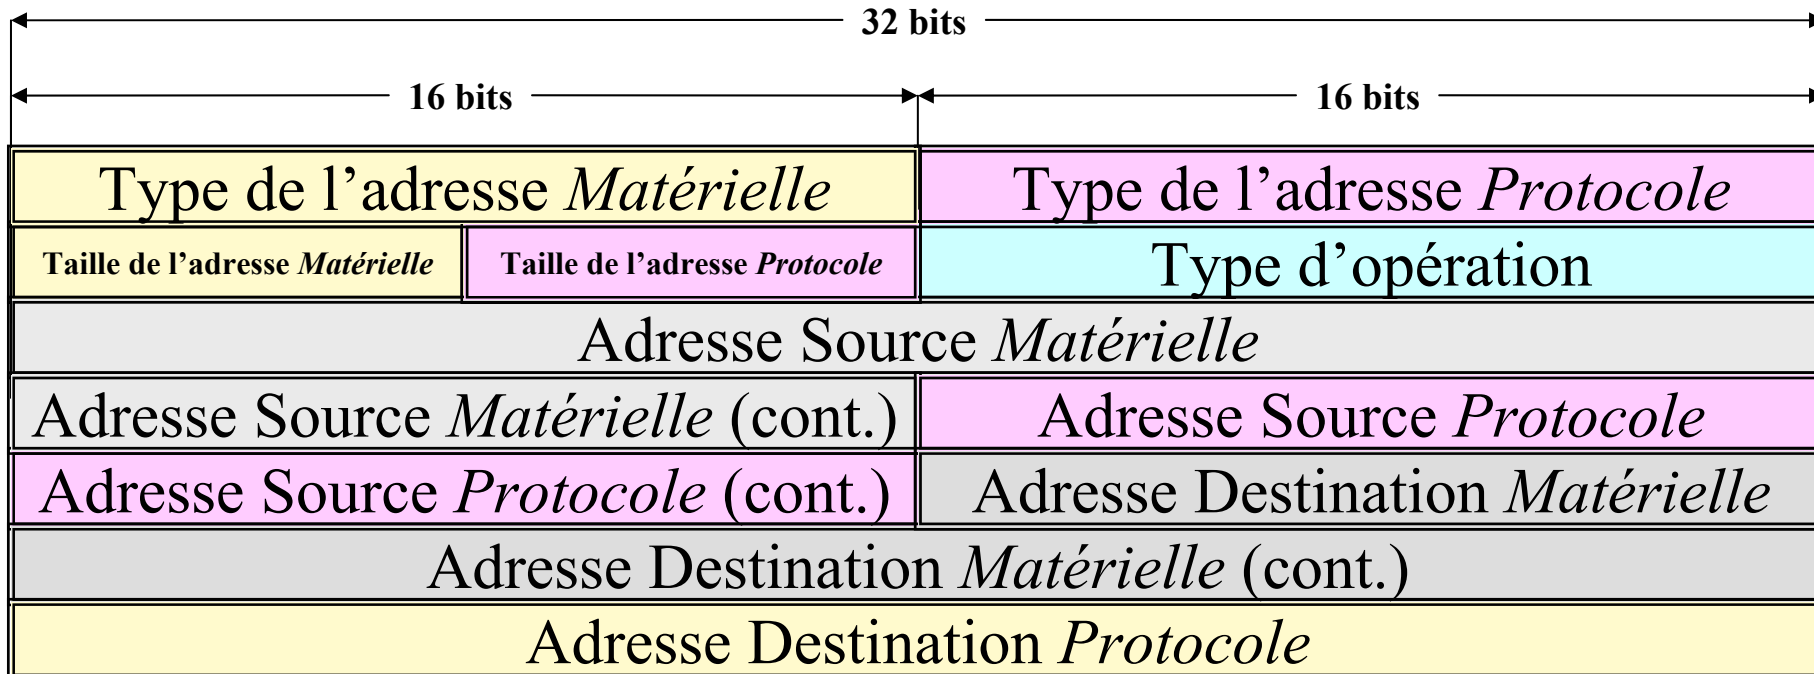 32 bits
16 bits 16 bits
Type de l’adresse Matérielle Type de l’adresse Protocole
Taille de l’adresse Matérielle Taille de l’adresse Protocole Type d’opération
Adresse Source Matérielle
Adresse Source Matérielle (cont.) Adresse Source Protocole
Adresse Source Protocole (cont.) Adresse Destination Matérielle
Adresse Destination Matérielle (cont.)
Adresse Destination Protocole